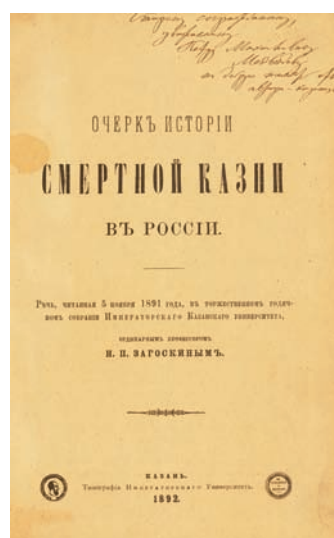 ОЧЕРКЪ ИСТОРІИ
СМЕРТНОЙ КАЗНИ
ВЪ РОССІИ.
Рѣчь, читанная 5 ноября 1891 года, въ торжественномъ годич-
номъ собраніи Императорскаго Казанскаго университета,
ординарнымъ профессоромъ
Н. П. ЗАГОСКИНЫМЪ.
КАЗАНЬ.
Типографія Императорскаго Университета.
1892.